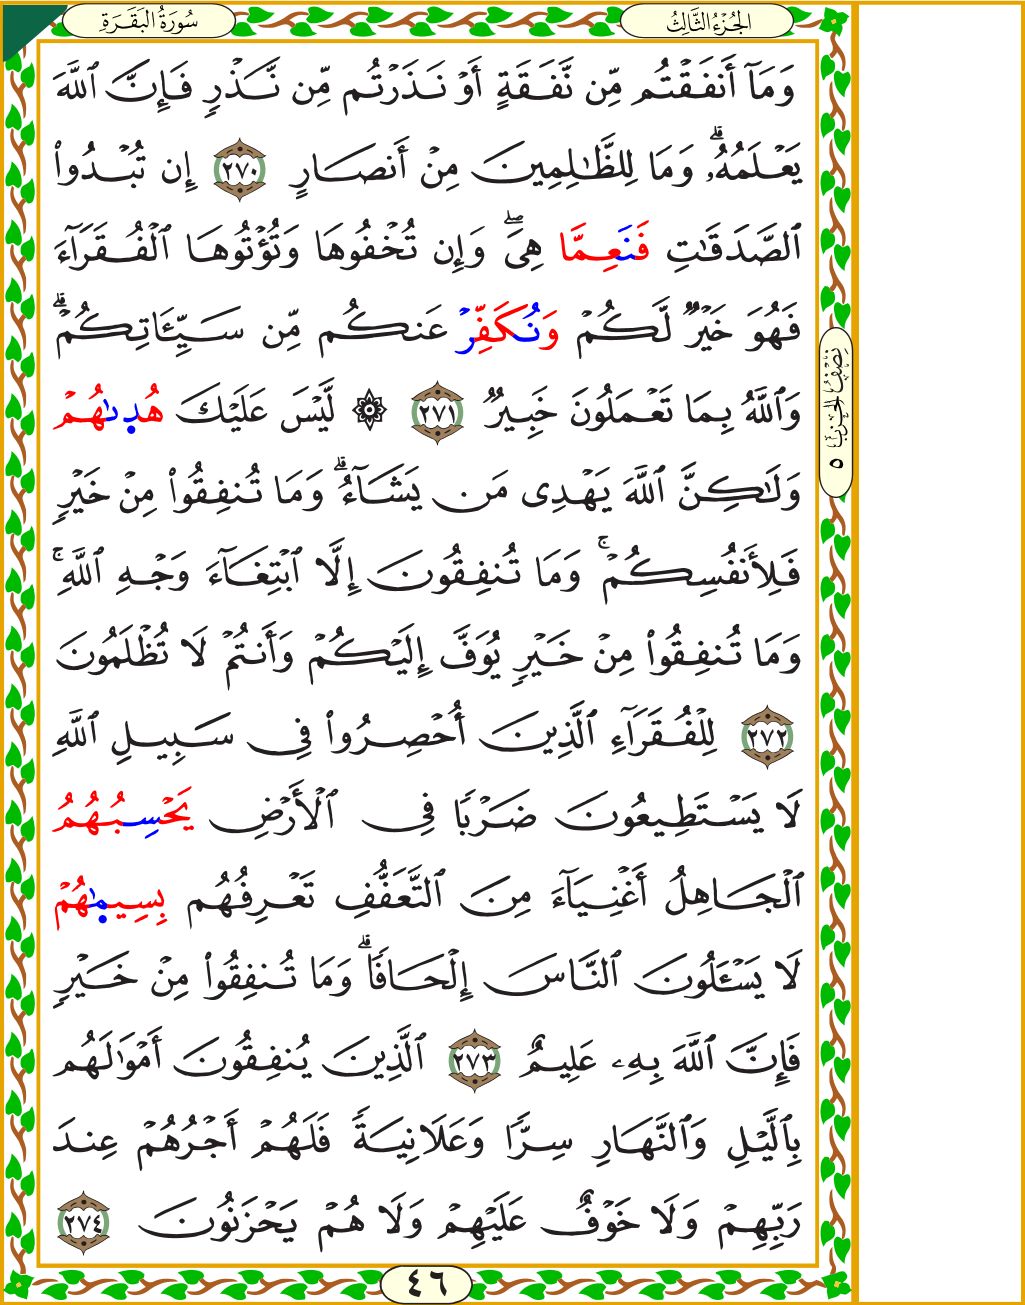 سُورَةُ الْبَقَرَةِ
الْجُزْءُ الثَّالِثُ
وَمَآ أَنفَقْتُم مِّن نَّفَقَةٍ أَوْ نَذَرْتُم مِّن نَّذْرٍ فَإِنَّ ٱللَّهَ
يَعْلَمُهُۥۗ وَمَا لِلظَّـٰلِمِينَ مِنْ أَنصَارٍ ٢٧٠ إِن تُبْدُوا۟
ٱلصَّدَقَـٰتِ فَنَعِمَّا هِىَۖ وَإِن تُخْفُوهَا وَتُؤْتُوهَا ٱلْفُقَرَآءَ
فَهُوَ خَيْرٌ لَّكُمْ وَنُكَفِّرْ عَنكُم مِّن سَيِّـَٔاتِكُمْۗ
وَٱللَّهُ بِمَا تَعْمَلُونَ خَبِيرٌ ٢٧١ ۞ لَّيْسَ عَلَيْكَ هُدٜىٰهُمْ
وَلَـٰكِنَّ ٱللَّهَ يَهْدِى مَن يَشَآءُۗ وَمَا تُنفِقُوا۟ مِنْ خَيْرٍ
فَلِأَنفُسِكُمْۚ وَمَا تُنفِقُونَ إِلَّا ٱبْتِغَآءَ وَجْهِ ٱللَّهِۚ
وَمَا تُنفِقُوا۟ مِنْ خَيْرٍ يُوَفَّ إِلَيْكُمْ وَأَنتُمْ لَا تُظْلَمُونَ
٢٧٢ لِلْفُقَرَآءِ ٱلَّذِينَ أُحْصِرُوا۟ فِى سَبِيلِ ٱللَّهِ
لَا يَسْتَطِيعُونَ ضَرْبًا فِى ٱلْأَرْضِ يَحْسِبُهُمُ
ٱلْجَاهِلُ أَغْنِيَآءَ مِنَ ٱلتَّعَفُّفِ تَعْرِفُهُم بِسِيمٜـٰهُمْ
لَا يَسْـَٔلُونَ ٱلنَّاسَ إِلْحَافًاۗ وَمَا تُنفِقُوا۟ مِنْ خَيْرٍ
فَإِنَّ ٱللَّهَ بِهِۦ عَلِيمٌ ٢٧٣ ٱلَّذِينَ يُنفِقُونَ أَمْوَٰلَهُم
بِٱلَّيْلِ وَٱلنَّهَارِ سِرًّا وَعَلَانِيَةً فَلَهُمْ أَجْرُهُمْ عِندَ
رَبِّهِمْ وَلَا خَوْفٌ عَلَيْهِمْ وَلَا هُمْ يَحْزَنُونَ ٢٧٤
نِصْفُ الْحِزْبِ ٥
٤٦